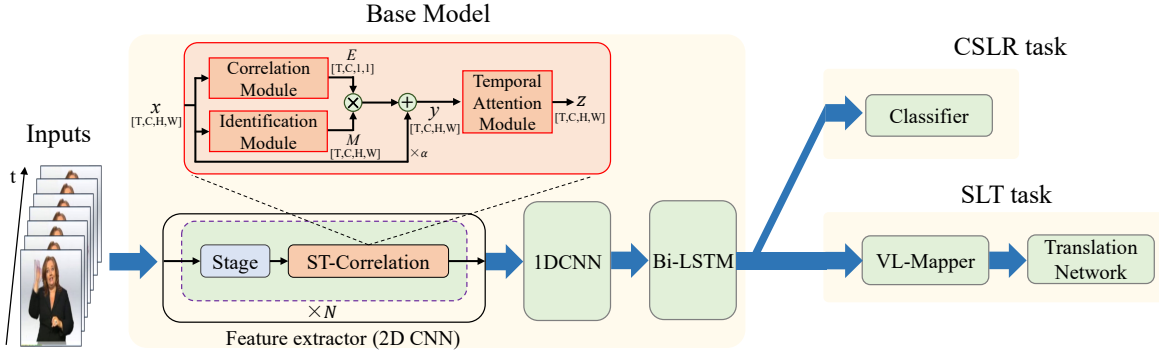 Base Model
CSLR task
Classifier
E
[T,C,1,1]
Correlation
Module
x
[T,C,H,W]
Identification
Module
M
[T,C,H,W]
×α
y
[T,C,H,W]
Temporal
Attention
Module
z
[T,C,H,W]
Inputs
t
Stage
ST-Correlation
×N
Feature extractor (2D CNN)
1DCNN
Bi-LSTM
SLT task
VL-Mapper
Translation
Network